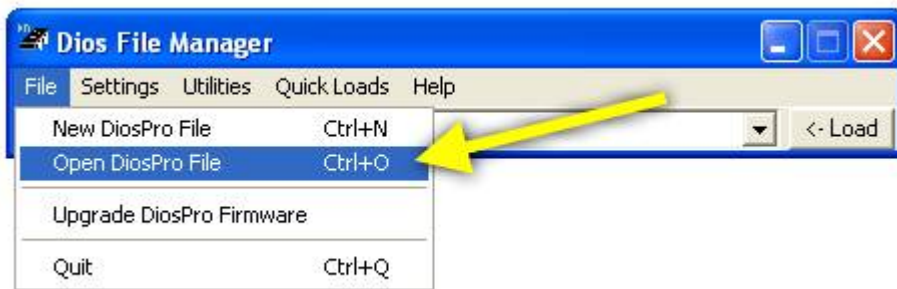 Dios File Manager
File Settings Utilities Quick Loads Help
New DiosPro File Ctrl+N
<- Load
Open DiosPro File Ctrl+O
Upgrade DiosPro Firmware
Quit Ctrl+Q